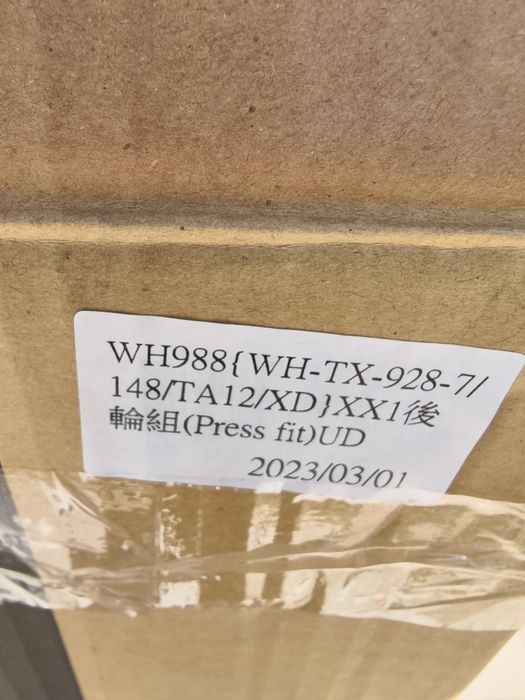 WH988{WH-TX-928-7/
148/TA12/XD}XX1後
輪組(Press fit)UD
2023/03/01